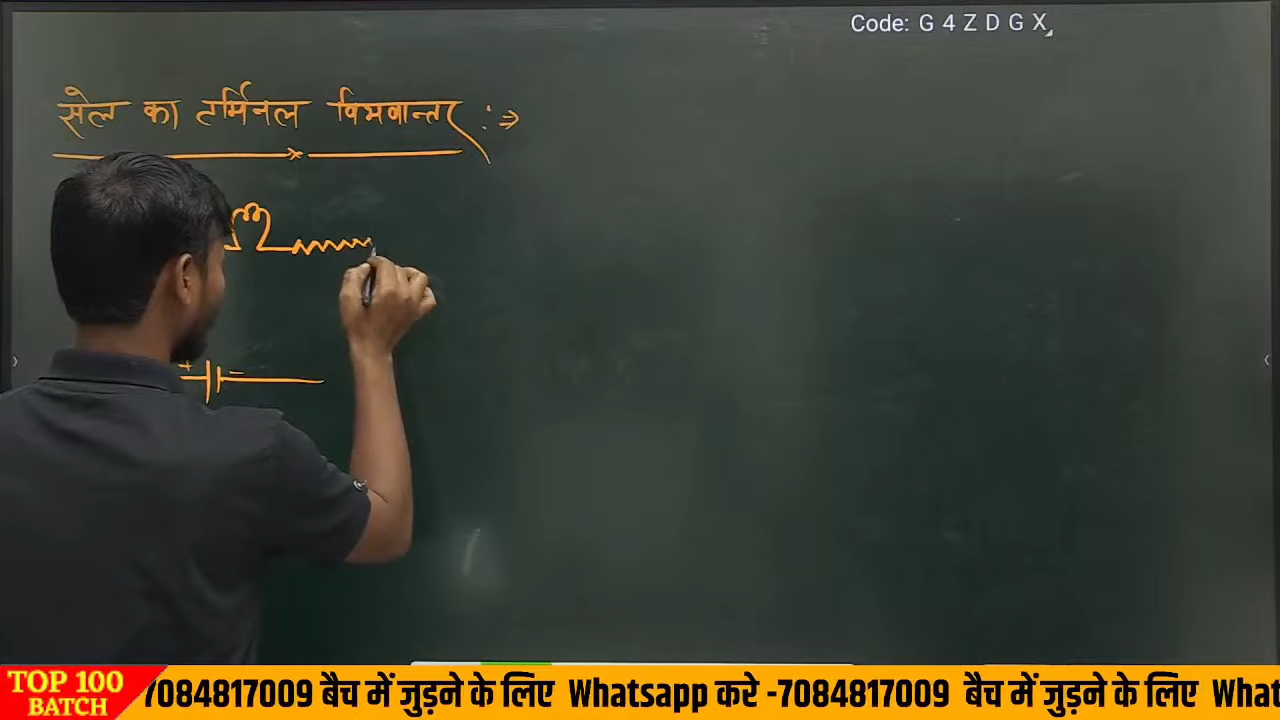 Code: G 4 Z D G X
सेल का टर्मिनल विभवान्तर :⇒
+ −
TOP 100
BATCH
7084817009 बैच में जुड़ने के लिए Whatsapp करे -7084817009 बैच में जुड़ने के लिए What